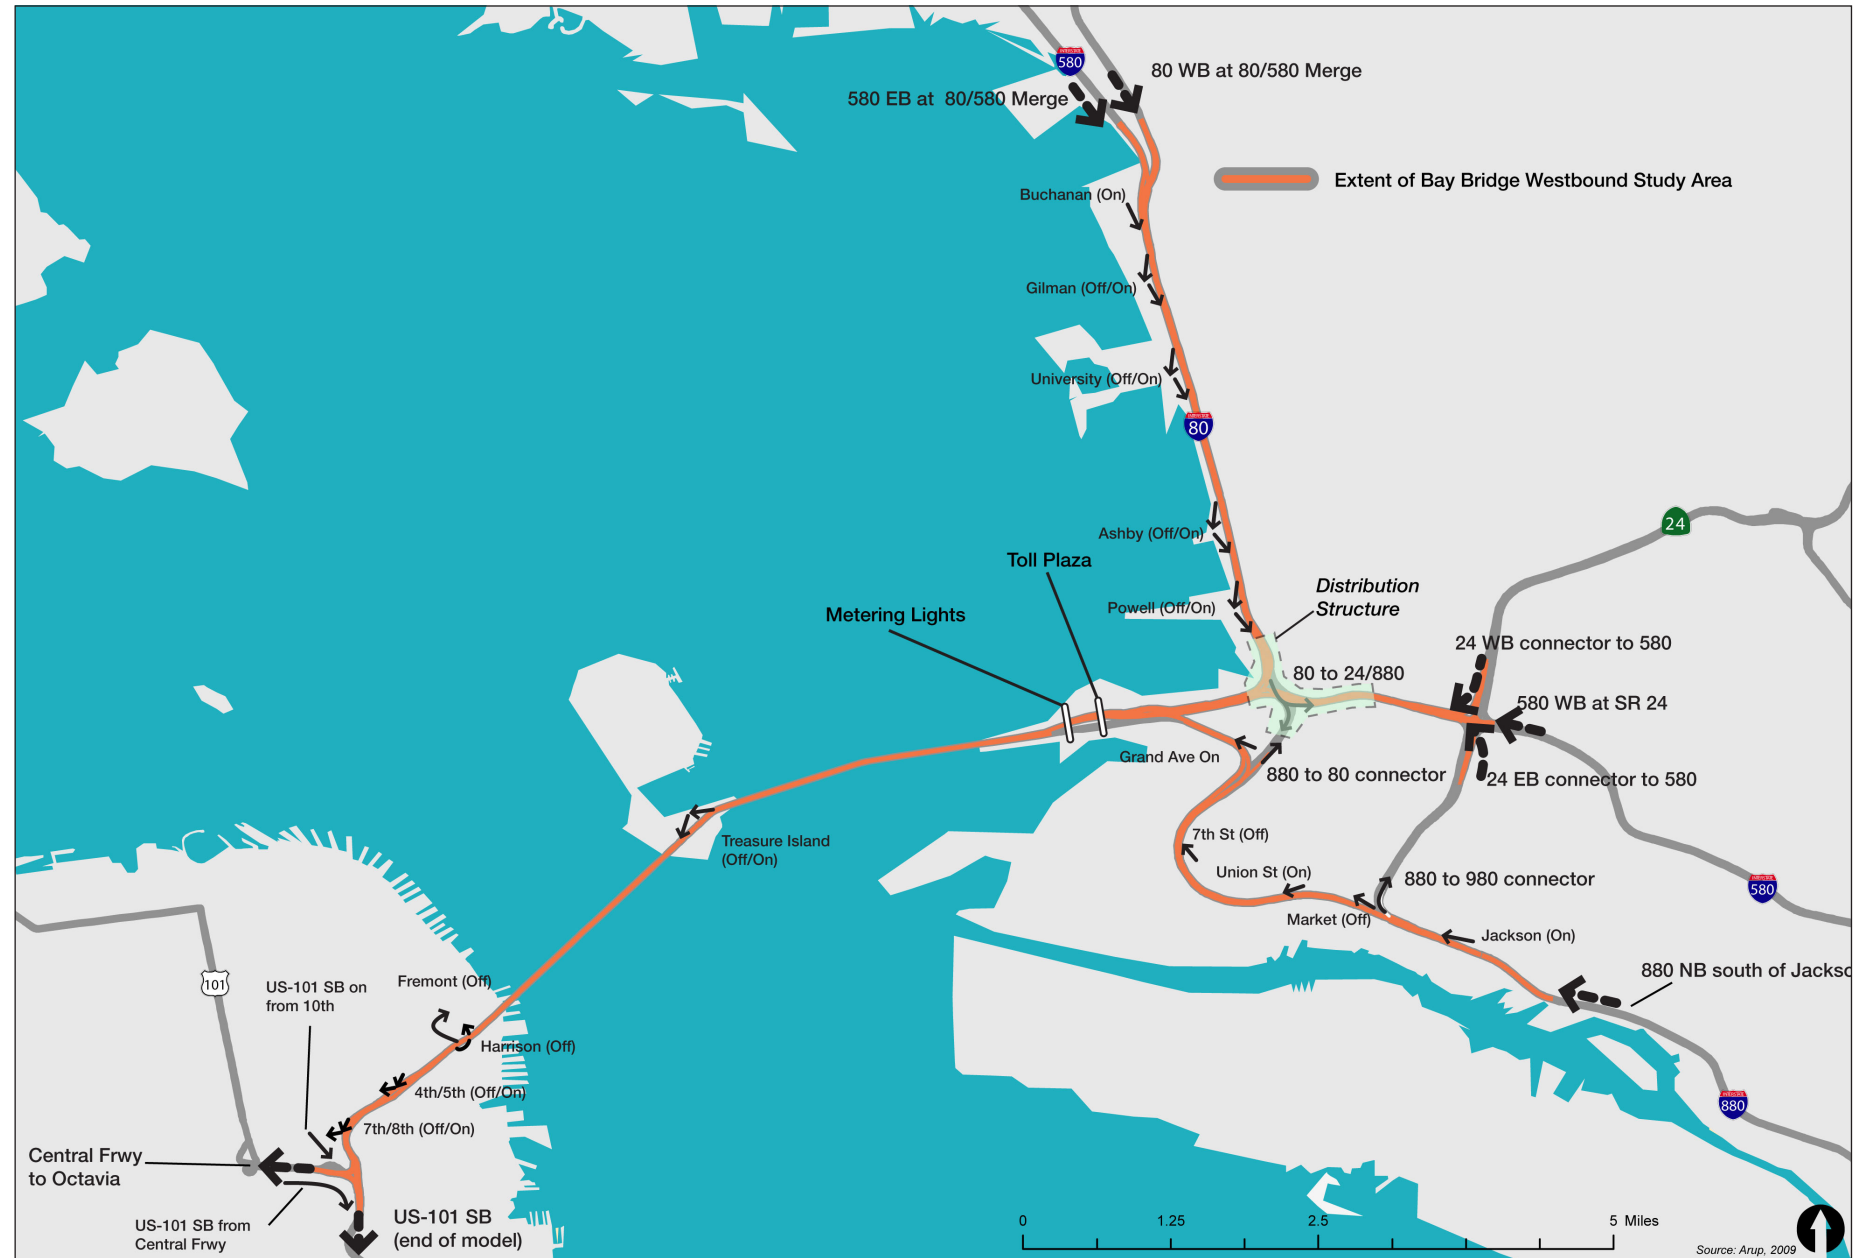 INTERSTATE
580
80 WB at 80/580 Merge
580 EB at 80/580 Merge
Extent of Bay Bridge Westbound Study Area
Buchanan (On)
Gilman (Off/On)
University (Off/On)
INTERSTATE
80
24
Ashby (Off/On)
Toll Plaza
Distribution
Structure
Powell (Off/On)
Metering Lights
24 WB connector to 580
80 to 24/880
580 WB at SR 24
Grand Ave On
880 to 80 connector
24 EB connector to 580
7th St (Off)
Treasure Island
(Off/On)
Union St (On)
880 to 980 connector
INTERSTATE
580
Market (Off)
Jackson (On)
880 NB south of Jackso
101
Fremont (Off)
US-101 SB on
from 10th
Harrison (Off)
4th/5th (Off/On)
INTERSTATE
880
7th/8th (Off/On)
Central Frwy
to Octavia
US-101 SB
(end of model)
US-101 SB from
Central Frwy
0 1.25 2.5 5 Miles
Source: Arup, 2009